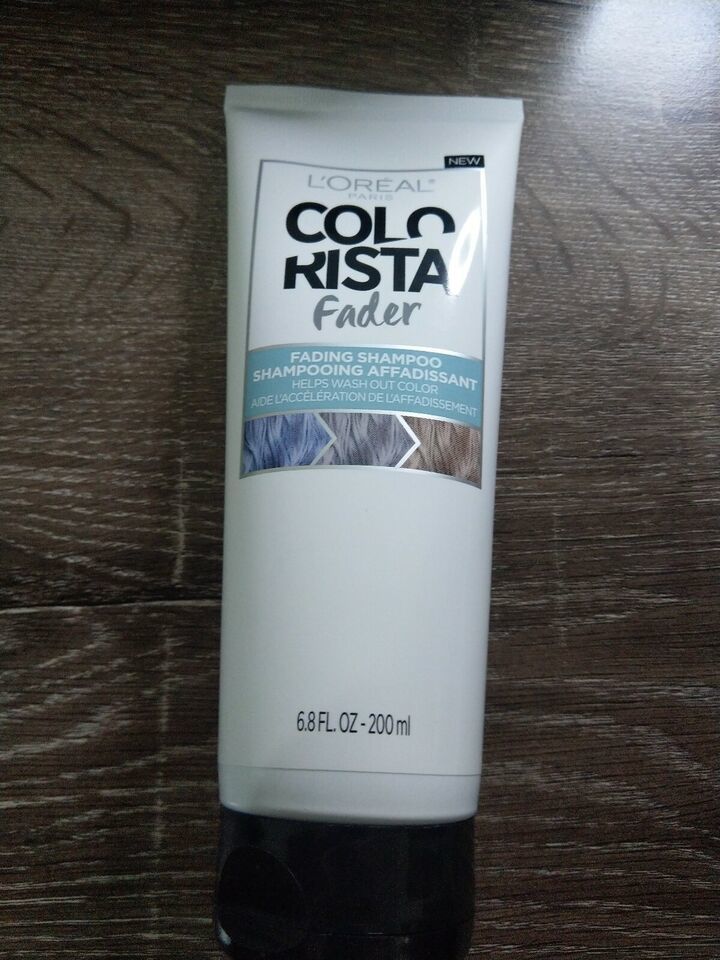 NEW
L'ORÉAL®
PARIS
COLO
RISTA
Fader
FADING SHAMPOO
SHAMPOOING AFFADISSANT
HELPS WASH OUT COLOR
AIDE L'ACCÉLÉRATION DE L'AFFADISSEMENT
6.8 FL. OZ - 200 ml